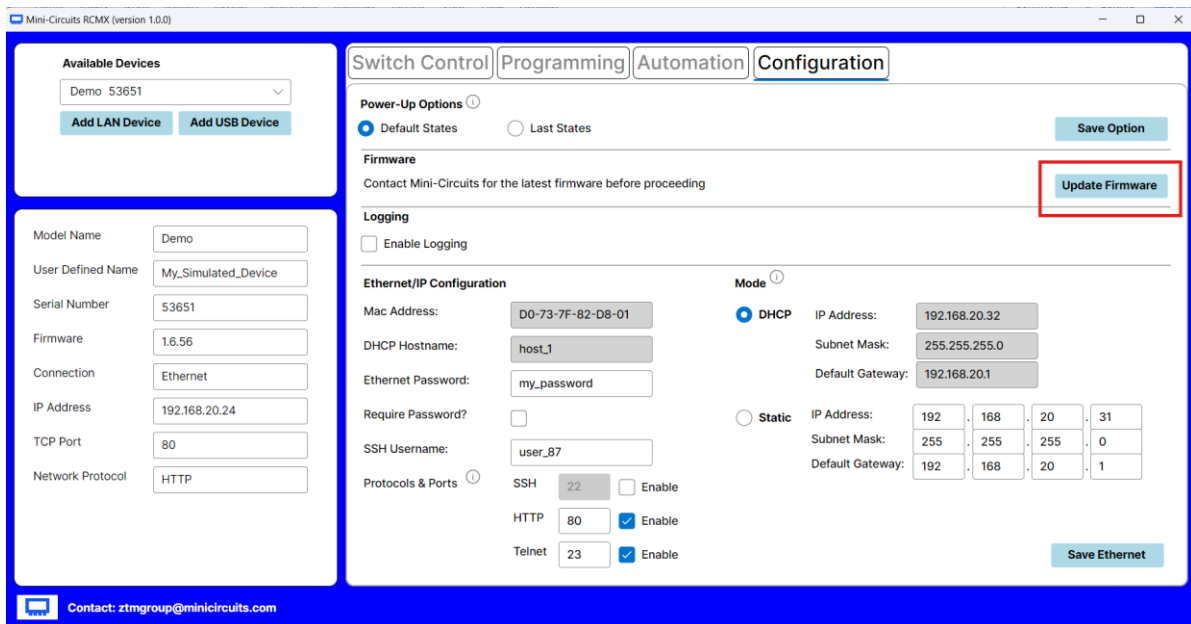 Mini-Circuits RCMX (version 1.0.0)
Available Devices
Demo 53651
Add LAN Device Add USB Device
Model Name Demo
User Defined Name My_Simulated_Device
Serial Number 53651
Firmware 1.6.56
Connection Ethernet
IP Address 192.168.20.24
TCP Port 80
Network Protocol HTTP
Switch Control Programming Automation Configuration
Power-Up Options
Default States Last States Save Option
Firmware
Contact Mini-Circuits for the latest firmware before proceeding Update Firmware
Logging
Enable Logging
Ethernet/IP Configuration
Mac Address: D0-73-7F-82-D8-01
DHCP Hostname: host_1
Ethernet Password: my_password
Require Password?
SSH Username: user_87
Protocols & Ports SSH 22 Enable
HTTP 80 Enable
Telnet 23 Enable
Mode
DHCP IP Address: 192.168.20.32
Subnet Mask: 255.255.255.0
Default Gateway: 192.168.20.1
Static IP Address: 192 . 168 . 20 . 31
Subnet Mask: 255 . 255 . 255 . 0
Default Gateway: 192 . 168 . 20 . 1
Save Ethernet
Contact: ztmgroup@minicircuits.com